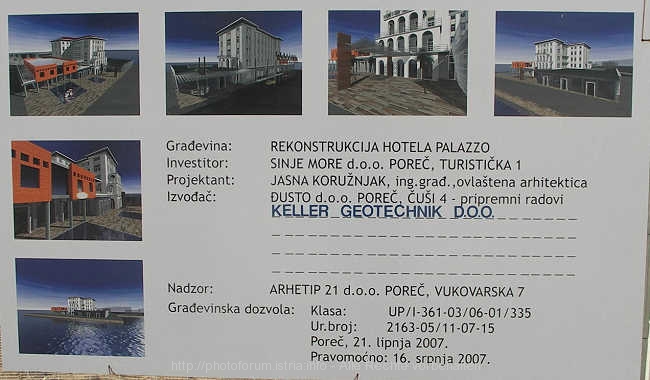 Građevina: REKONSTRUKCIJA HOTELA PALAZZO
Investitor: SINJE MORE d.o.o. POREČ, TURISTIČKA 1
Projektant: JASNA KORUŽNJAK, ing.građ.,ovlaštena arhitektica
Izvođač: ĐUSTO d.o.o. POREČ, ČUŠI 4 - pripremni radovi
KELLER GEOTECHNIK D.O.O.
Nadzor: ARHETIP 21 d.o.o. POREČ, VUKOVARSKA 7
Građevinska dozvola: Klasa: UP/I-361-03/06-01/335
Ur.broj: 2163-05/11-07-15
Poreč, 21. lipnja 2007.
Pravomoćno: 16. srpnja 2007.
http://photoforum.istria.info - Alle Rechte vorbehalten